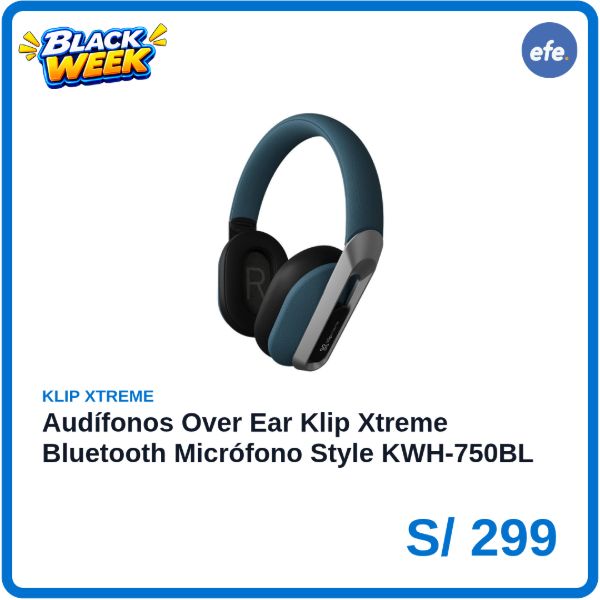 BLACK
WEEK
efe.
R
KLIP XTREME
Audífonos Over Ear Klip Xtreme
Bluetooth Micrófono Style KWH-750BL
S/ 299